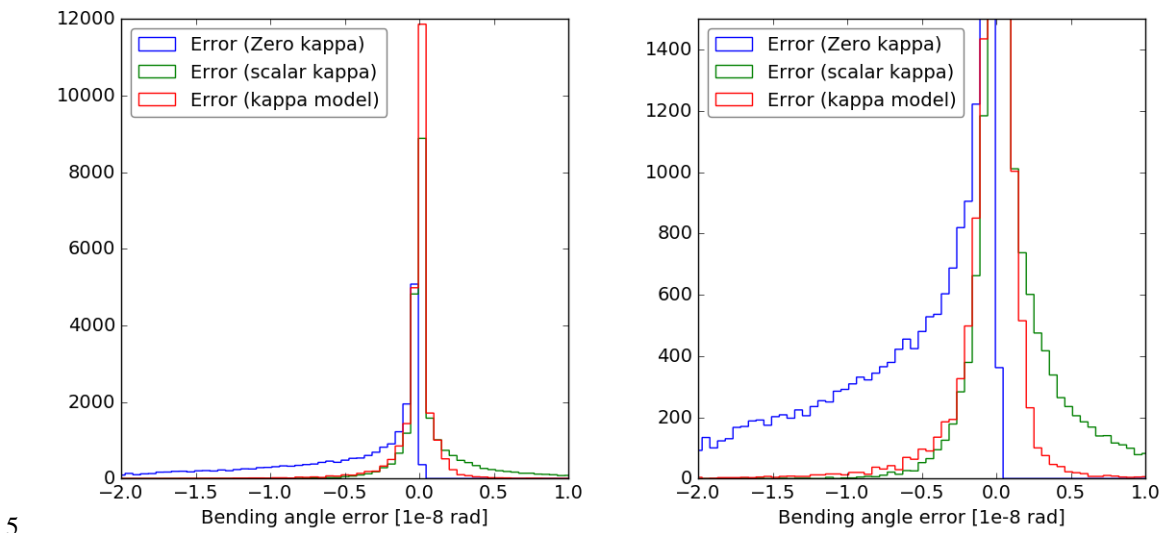 12000
10000
8000
6000
4000
2000
0
−2.0 −1.5 −1.0 −0.5 0.0 0.5 1.0
Bending angle error [1e-8 rad]
Error (Zero kappa)
Error (scalar kappa)
Error (kappa model)
1400
1200
1000
800
600
400
200
0
−2.0 −1.5 −1.0 −0.5 0.0 0.5 1.0
Bending angle error [1e-8 rad]
Error (Zero kappa)
Error (scalar kappa)
Error (kappa model)
5